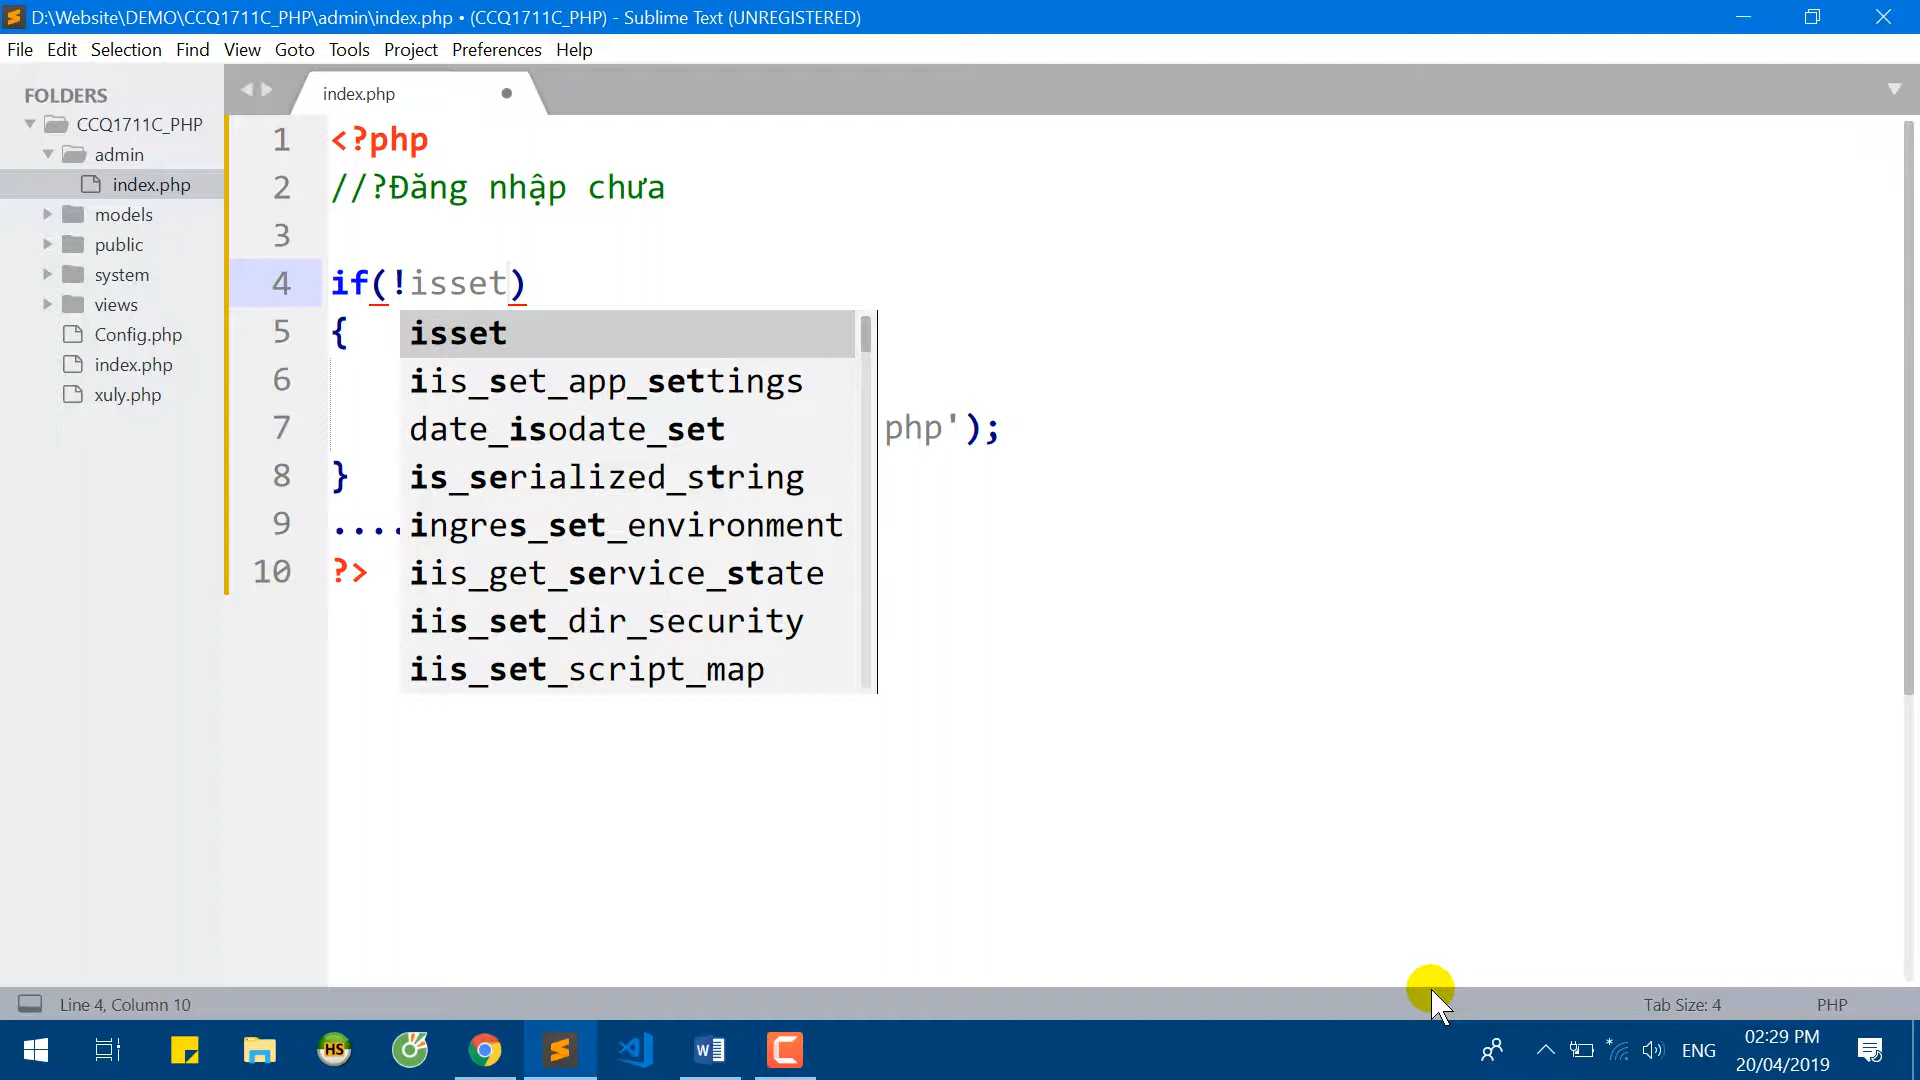 D:\Website\DEMO\CCQ1711C_PHP\admin\index.php • (CCQ1711C_PHP) - Sublime Text (UNREGISTERED)
File Edit Selection Find View Goto Tools Project Preferences Help
FOLDERS
CCQ1711C_PHP
admin
index.php
models
public
system
views
Config.php
index.php
xuly.php
index.php
1 <?php
2 //?Đăng nhập chưa
3
4 if(!isset)
5 {
6
7 php');
8 }
9 ....
10 ?>
isset
iis_set_app_settings
date_isodate_set
is_serialized_string
ingres_set_environment
iis_get_service_state
iis_set_dir_security
iis_set_script_map
Line 4, Column 10
Tab Size: 4
PHP
HS
ENG
02:29 PM
20/04/2019